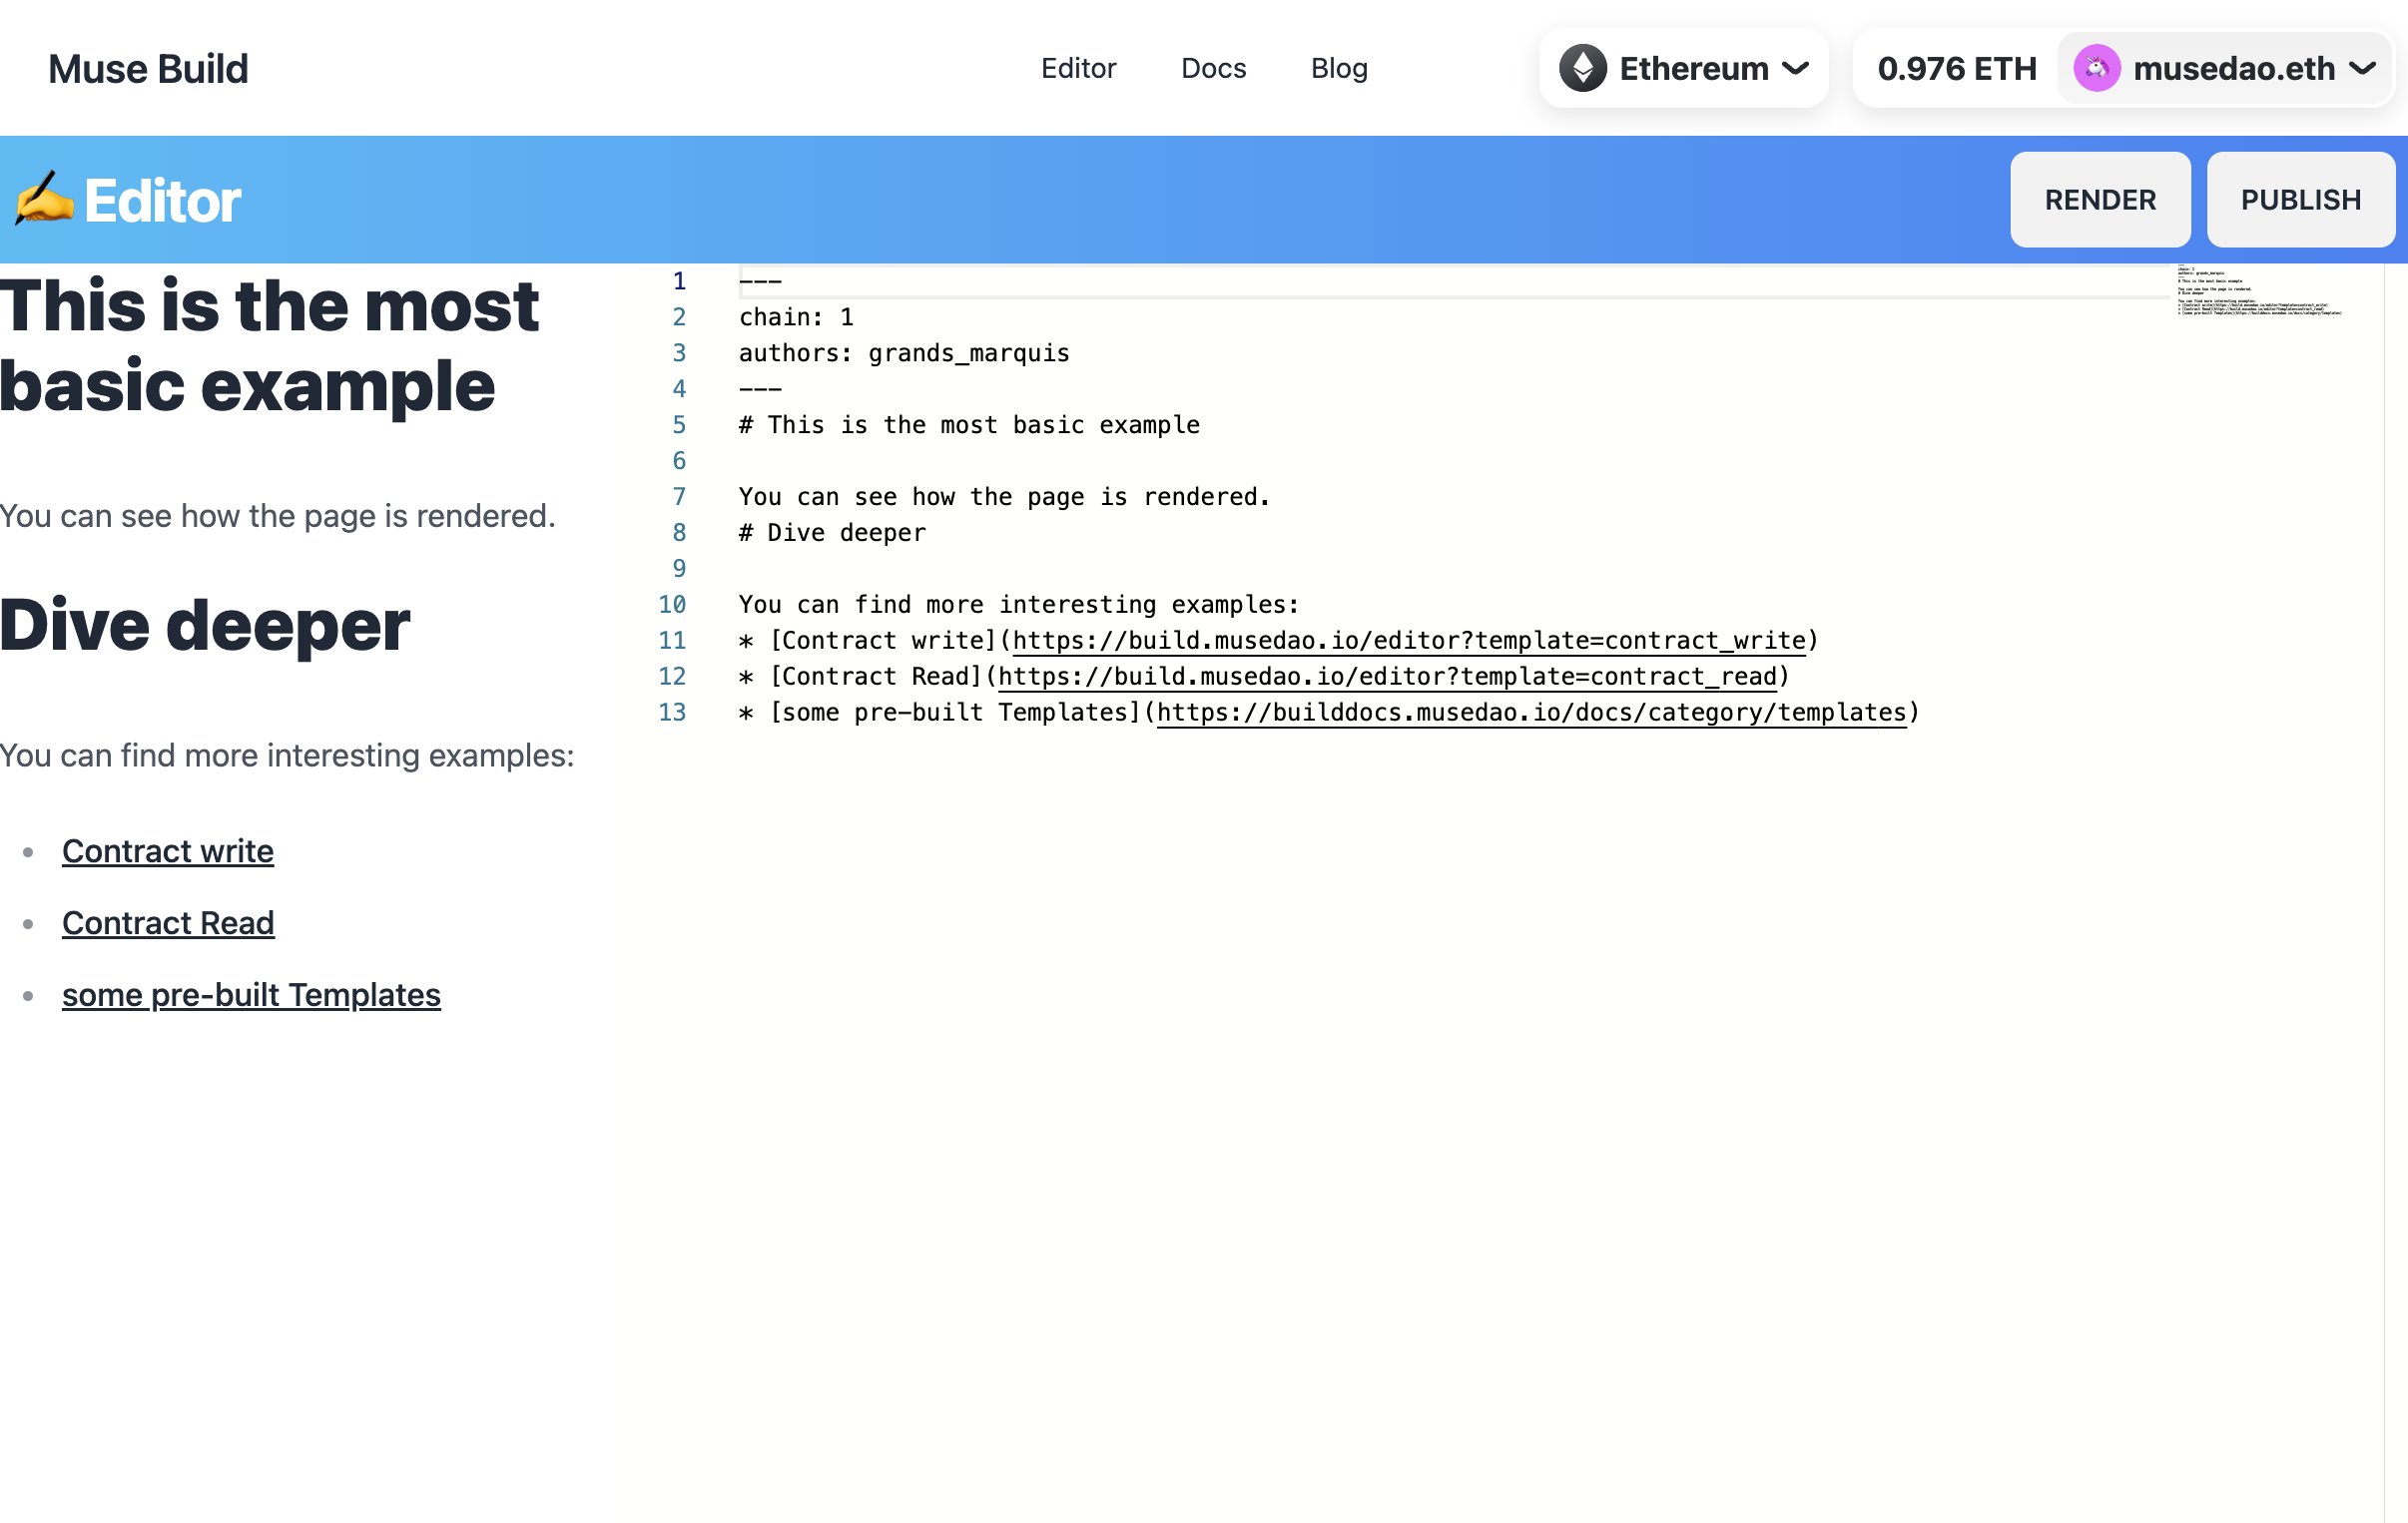 Muse Build
Editor
Docs
Blog
Ethereum
0.976 ETH
musedao.eth
✍️ Editor
RENDER
PUBLISH
This is the most
basic example
You can see how the page is rendered.
Dive deeper
You can find more interesting examples:
• Contract write
• Contract Read
• some pre-built Templates
1 ---
2 chain: 1
3 authors: grands_marquis
4 ---
5 # This is the most basic example
6
7 You can see how the page is rendered.
8 # Dive deeper
9
10 You can find more interesting examples:
11 * [Contract write](https://build.musedao.io/editor?template=contract_write)
12 * [Contract Read](https://build.musedao.io/editor?template=contract_read)
13 * [some pre-built Templates](https://builddocs.musedao.io/docs/category/templates)